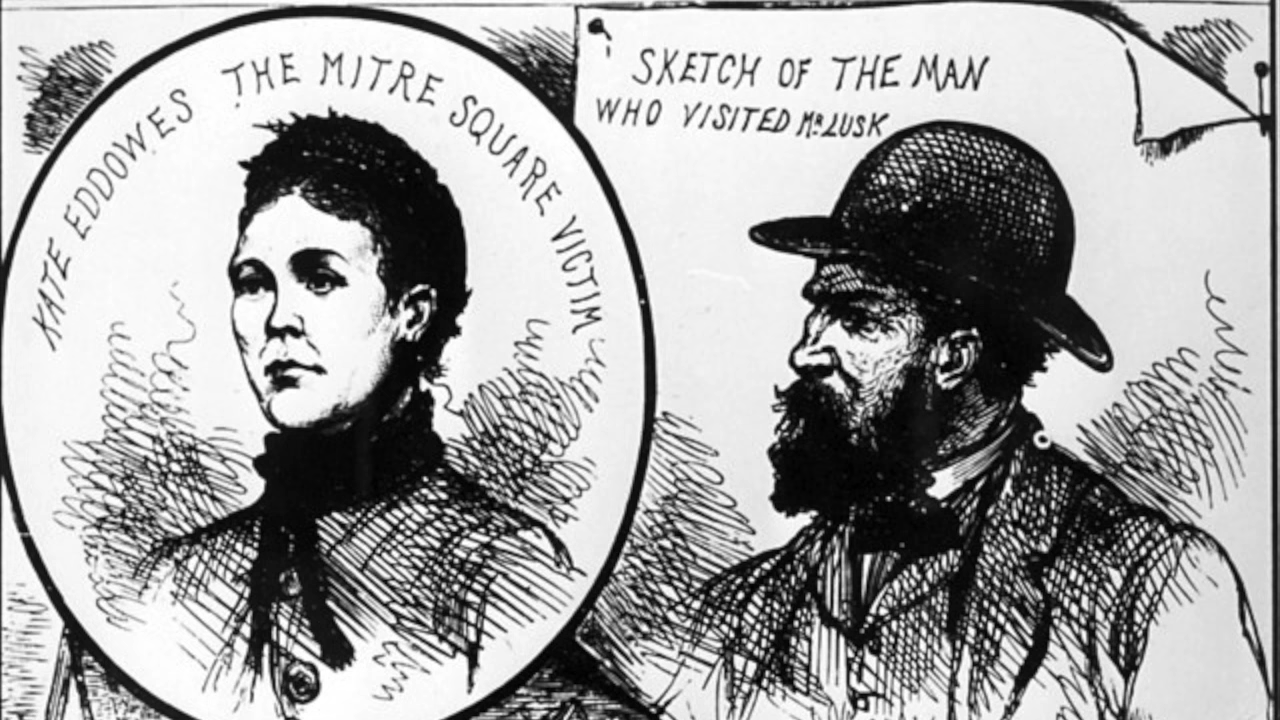 KATE EDDOWES THE MITRE SQUARE VICTIM
SKETCH OF THE MAN
WHO VISITED MR LUSK